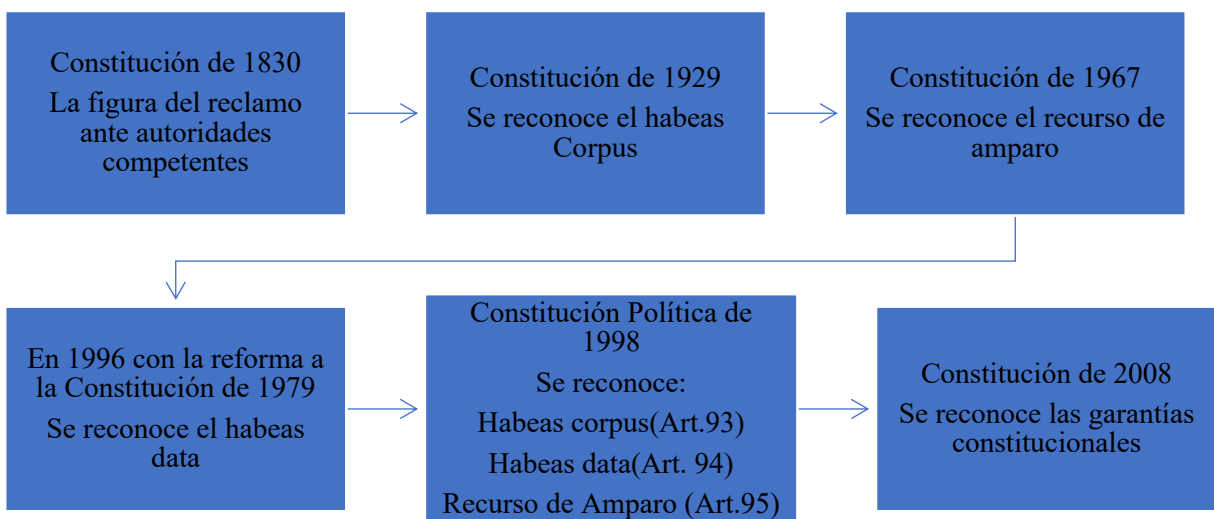 Constitución de 1830
La figura del reclamo
ante autoridades
competentes
Constitución de 1929
Se reconoce el habeas
Corpus
Constitución de 1967
Se reconoce el recurso de
amparo
En 1996 con la reforma a
la Constitución de 1979
Se reconoce el habeas
data
Constitución Política de
1998
Se reconoce:
Habeas corpus(Art.93)
Habeas data(Art. 94)
Recurso de Amparo (Art.95)
Constitución de 2008
Se reconoce las garantías
constitucionales